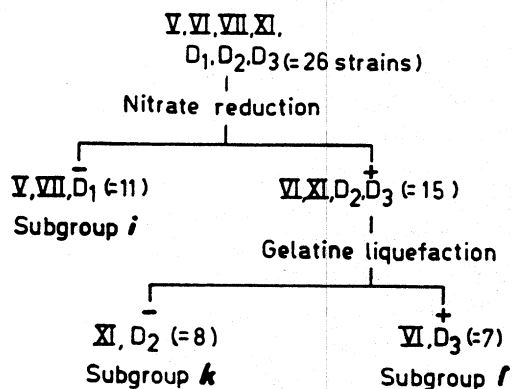 V, VI, VII, XI,
D1, D2, D3 (= 26 strains)
Nitrate reduction
− +
V, VII, D1 (=11) VI, XI, D2, D3 (= 15)
Subgroup i
Gelatine liquefaction
− +
XI, D2 (=8) VI, D3 (=7)
Subgroup k Subgroup l